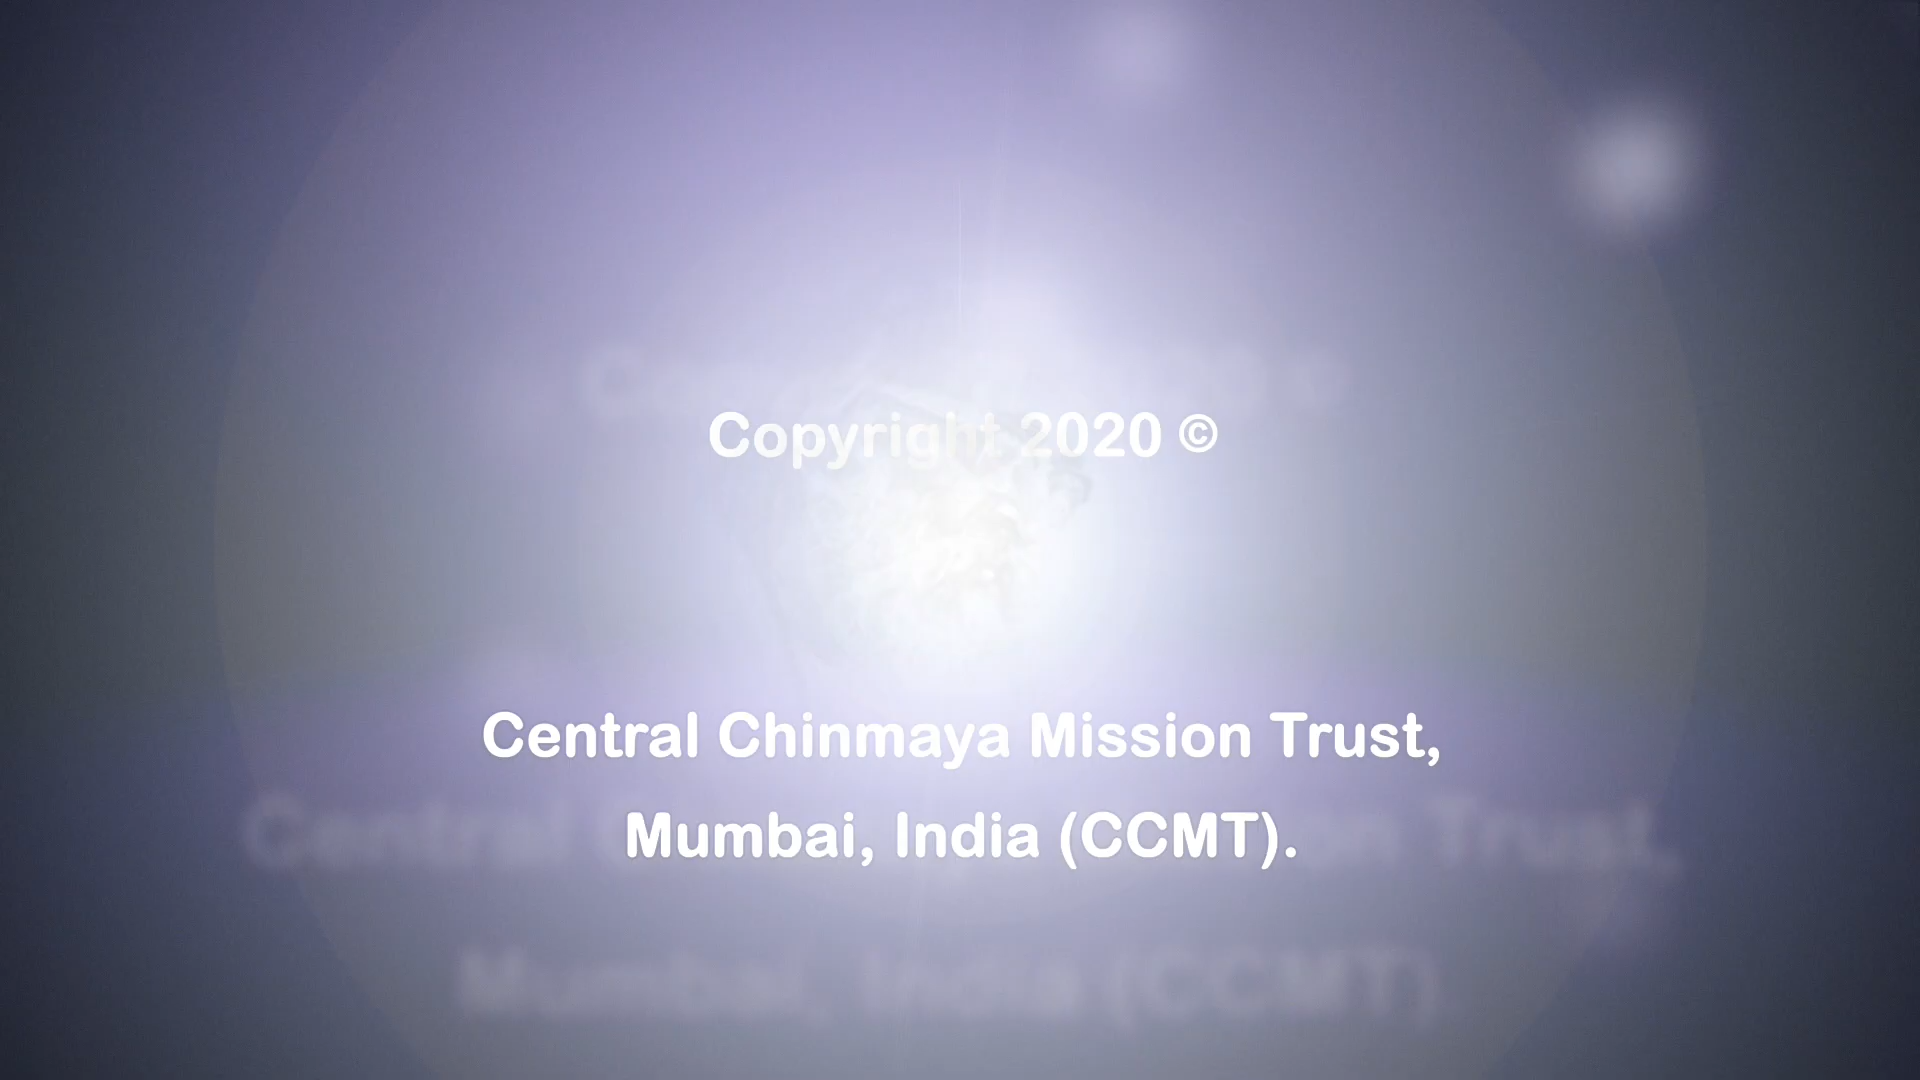 Copyright 2020 ©
Central Chinmaya Mission Trust,
Mumbai, India (CCMT).